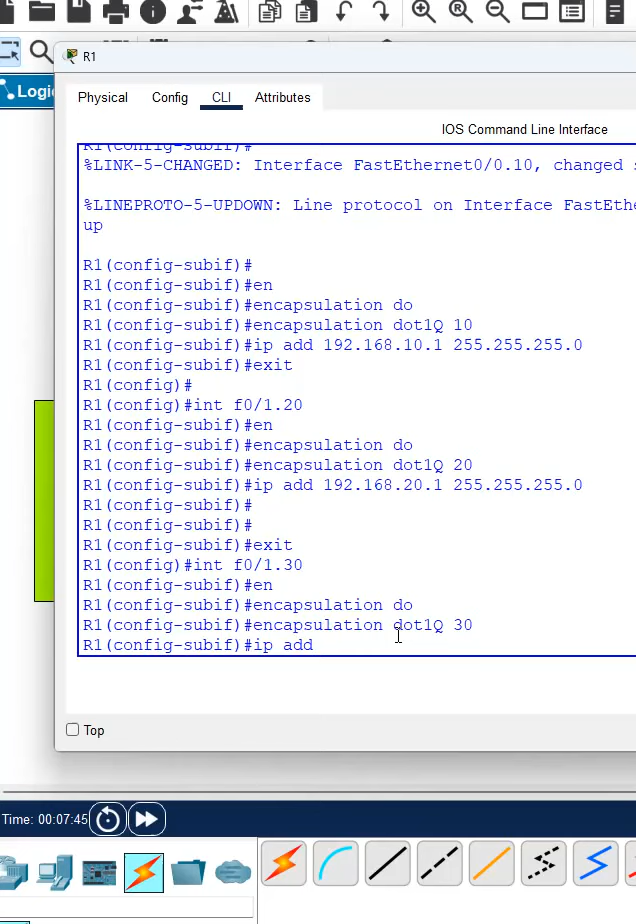 R1
Logic
Physical Config CLI Attributes
IOS Command Line Interface
R1(config-subif)#
%LINK-5-CHANGED: Interface FastEthernet0/0.10, changed s
%LINEPROTO-5-UPDOWN: Line protocol on Interface FastEthe
up
R1(config-subif)#
R1(config-subif)#en
R1(config-subif)#encapsulation do
R1(config-subif)#encapsulation dot1Q 10
R1(config-subif)#ip add 192.168.10.1 255.255.255.0
R1(config-subif)#exit
R1(config)#
R1(config)#int f0/1.20
R1(config-subif)#en
R1(config-subif)#encapsulation do
R1(config-subif)#encapsulation dot1Q 20
R1(config-subif)#ip add 192.168.20.1 255.255.255.0
R1(config-subif)#
R1(config-subif)#
R1(config-subif)#exit
R1(config)#int f0/1.30
R1(config-subif)#en
R1(config-subif)#encapsulation do
R1(config-subif)#encapsulation dot1Q 30
R1(config-subif)#ip add
Top
Time: 00:07:45